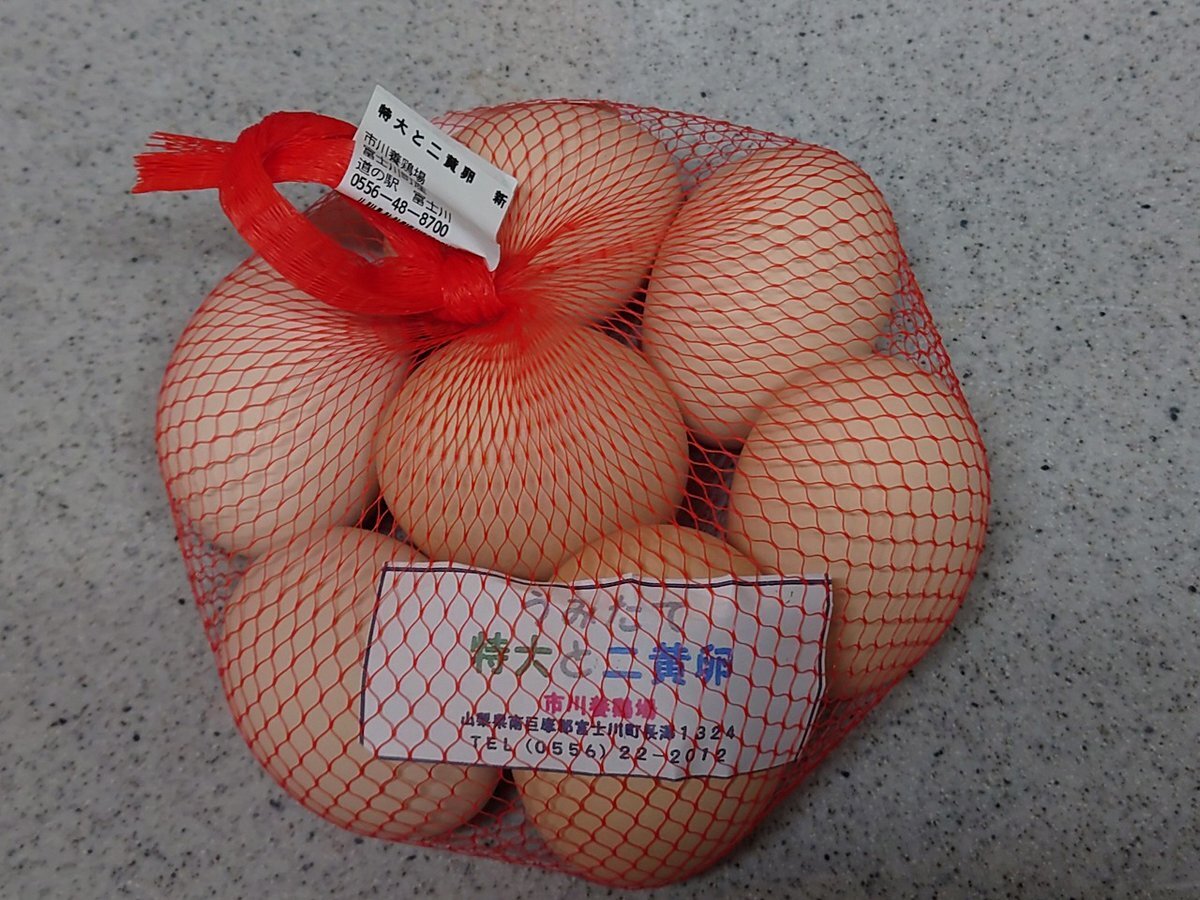 特大と二黄卵 新
市川養鶏場
富士川町産
道の駅 富士川
0556-48-8700
うみたて
特大と二黄卵
市川養鶏場
山梨県南巨摩郡富士川町長澤1324
TEL(0556)22-2012